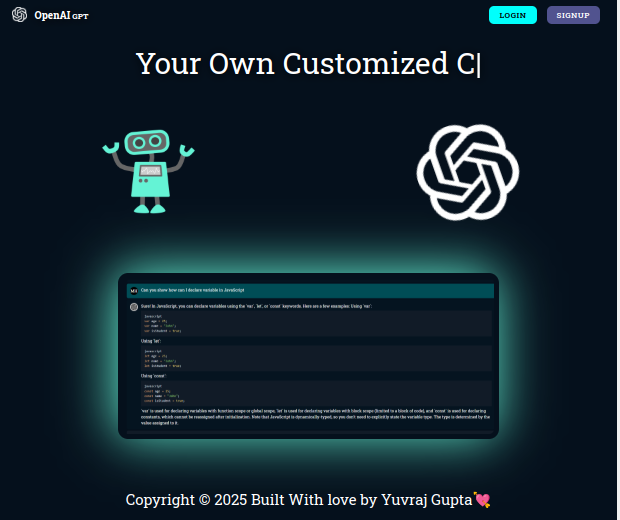 OpenAI GPT
LOGIN
SIGNUP
Your Own Customized C|
MX
Can you show how can I declare variable in JavaScript
Sure! In JavaScript, you can declare variables using the 'var', 'let', or 'const' keywords. Here are a few examples: Using 'var':
javascript
var age = 25;
var name = "John";
var isStudent = true;
Using 'let':
javascript
let age = 25;
let name = "John";
let isStudent = true;
Using 'const':
javascript
const age = 25;
const name = "John";
const isStudent = true;
'var' is used for declaring variables with function scope or global scope. 'let' is used for declaring variables with block scope (limited to a block of code), and 'const' is used for declaring
constants, which cannot be reassigned after initialization. Note that JavaScript is dynamically-typed, so you don't need to explicitly state the variable type. The type is determined by the
value assigned to it.
Copyright © 2025 Built With love by Yuvraj Gupta💘